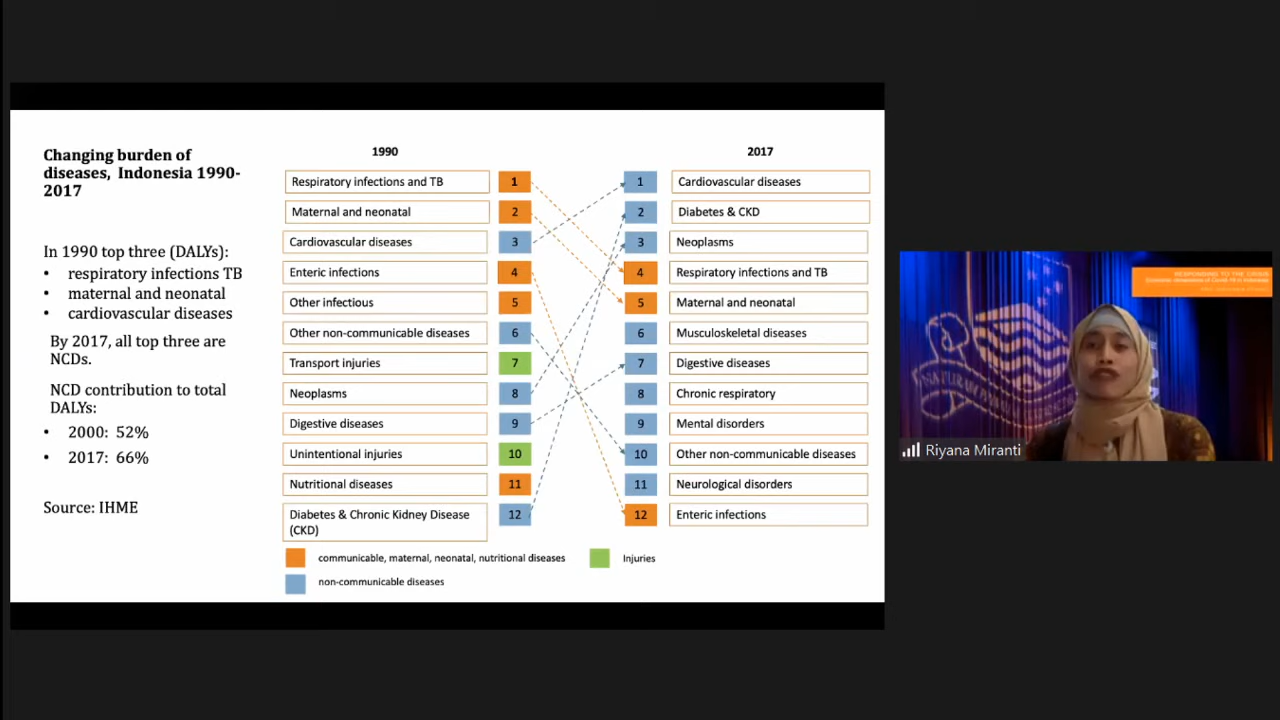 Changing burden of
diseases, Indonesia 1990-
2017
In 1990 top three (DALYs):
• respiratory infections TB
• maternal and neonatal
• cardiovascular diseases
By 2017, all top three are
NCDs.
NCD contribution to total
DALYs:
• 2000: 52%
• 2017: 66%
Source: IHME
1990 2017
Respiratory infections and TB 1 1 Cardiovascular diseases
Maternal and neonatal 2 2 Diabetes & CKD
Cardiovascular diseases 3 3 Neoplasms
Enteric infections 4 4 Respiratory infections and TB
Other infectious 5 5 Maternal and neonatal
Other non-communicable diseases 6 6 Musculoskeletal diseases
Transport injuries 7 7 Digestive diseases
Neoplasms 8 8 Chronic respiratory
Digestive diseases 9 9 Mental disorders
Unintentional injuries 10 10 Other non-communicable diseases
Nutritional diseases 11 11 Neurological disorders
Diabetes & Chronic Kidney Disease 12 12 Enteric infections
(CKD)
communicable, maternal, neonatal, nutritional diseases Injuries
non-communicable diseases
RESPONDING TO THE CRISIS
Riyana Miranti